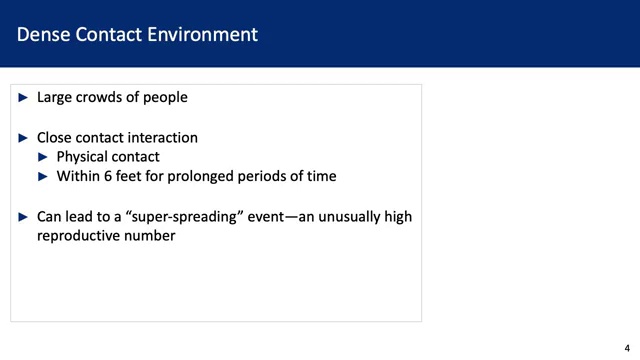 Dense Contact Environment
► Large crowds of people
► Close contact interaction
► Physical contact
► Within 6 feet for prolonged periods of time
► Can lead to a “super-spreading” event—an unusually high
reproductive number
4